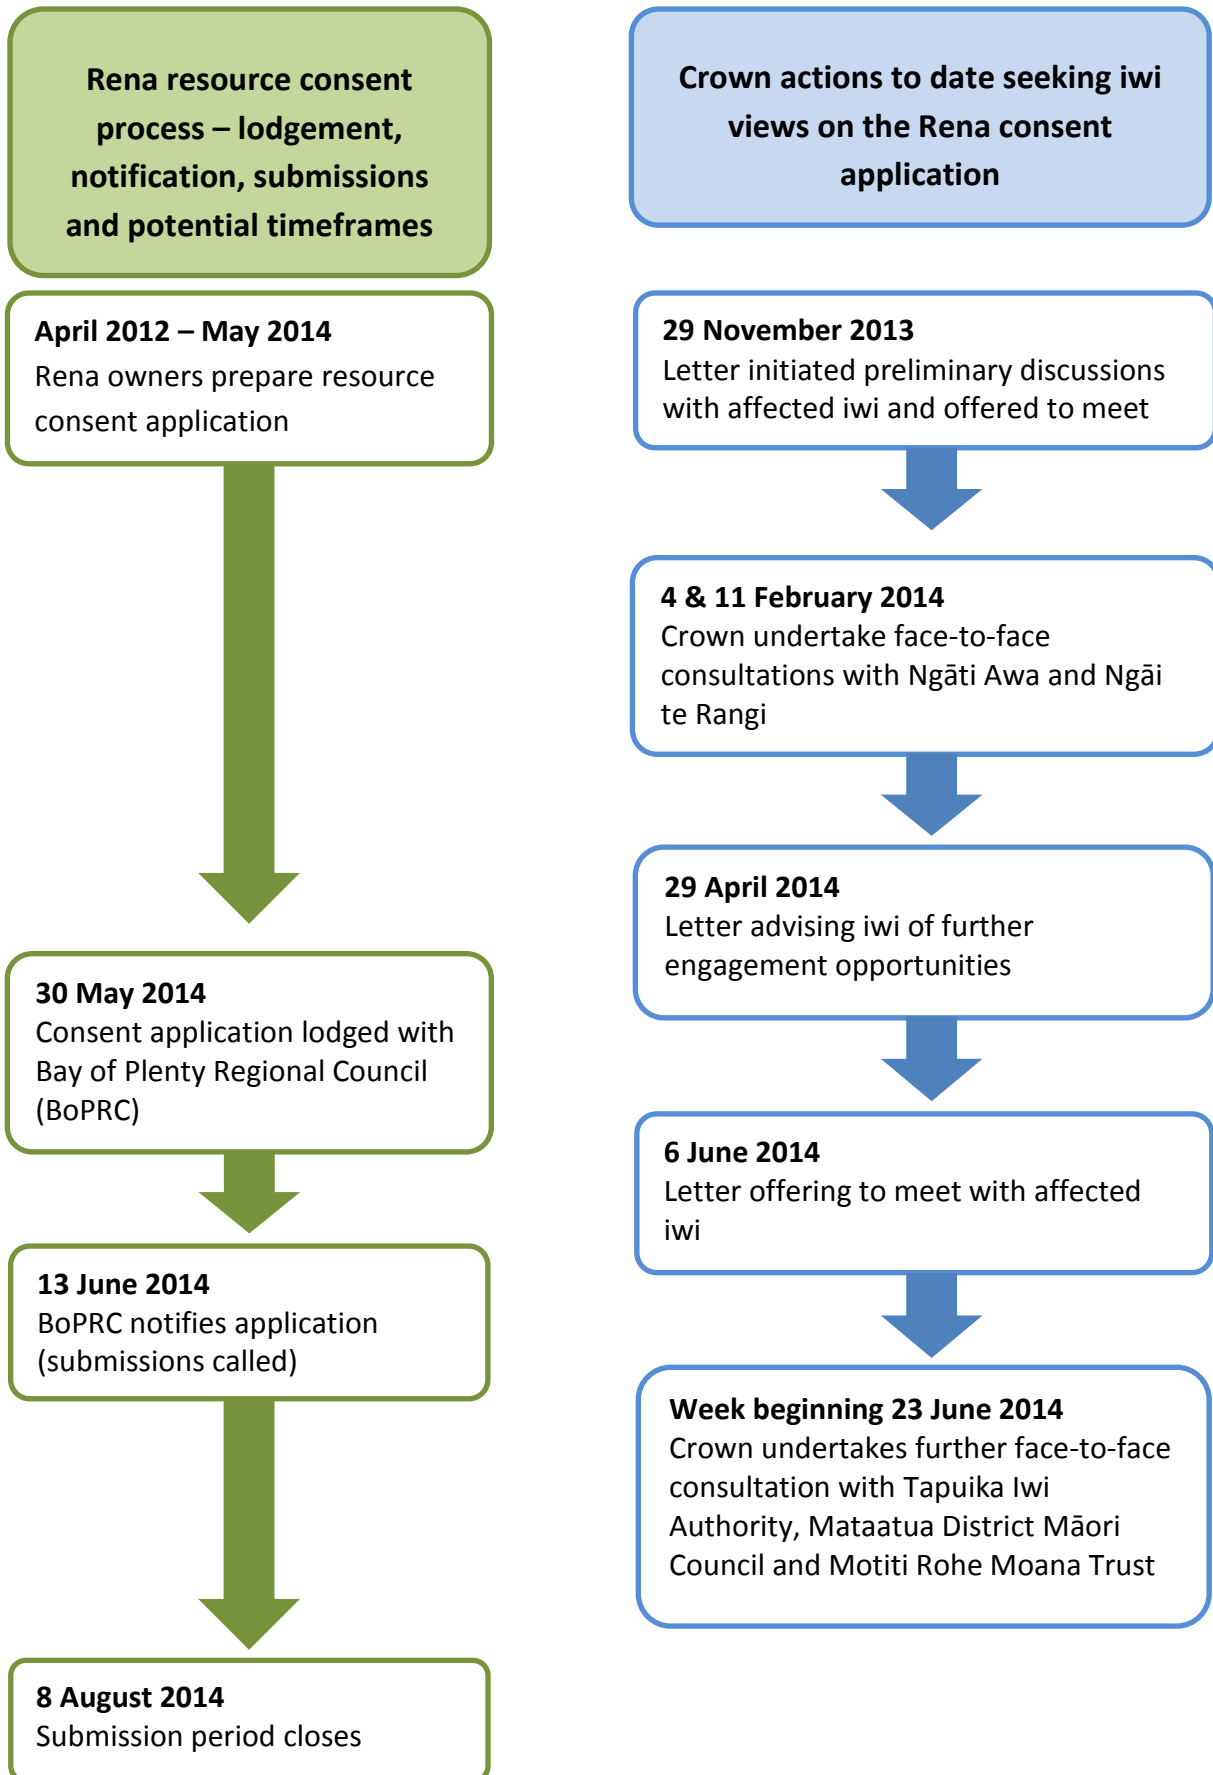 Rena resource consent
process – lodgement,
notification, submissions
and potential timeframes
April 2012 – May 2014
Rena owners prepare resource
consent application
30 May 2014
Consent application lodged with
Bay of Plenty Regional Council
(BoPRC)
13 June 2014
BoPRC notifies application
(submissions called)
8 August 2014
Submission period closes
Crown actions to date seeking iwi
views on the Rena consent
application
29 November 2013
Letter initiated preliminary discussions
with affected iwi and offered to meet
4 & 11 February 2014
Crown undertake face-to-face
consultations with Ngāti Awa and Ngāi
te Rangi
29 April 2014
Letter advising iwi of further
engagement opportunities
6 June 2014
Letter offering to meet with affected
iwi
Week beginning 23 June 2014
Crown undertakes further face-to-face
consultation with Tapuika Iwi
Authority, Mataatua District Māori
Council and Motiti Rohe Moana Trust